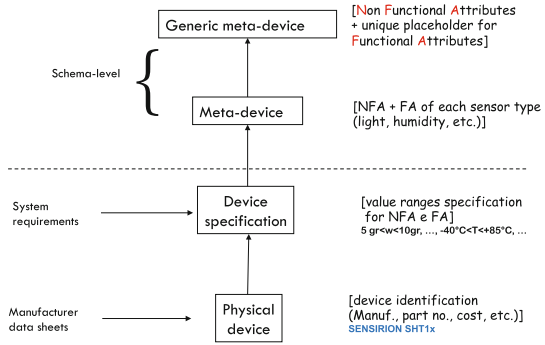 Generic meta-device
[Non Functional Attributes
+ unique placeholder for
Functional Attributes]
Schema-level
Meta-device
[NFA + FA of each sensor type
(light, humidity, etc.)]
System
requirements
Device
specification
[value ranges specification
for NFA e FA]
5 gr<w<10gr, ..., -40°C<T<+85°C, ...
Manufacturer
data sheets
Physical
device
[device identification
(Manuf., part no., cost, etc.)]
SENSIRION SHT1x